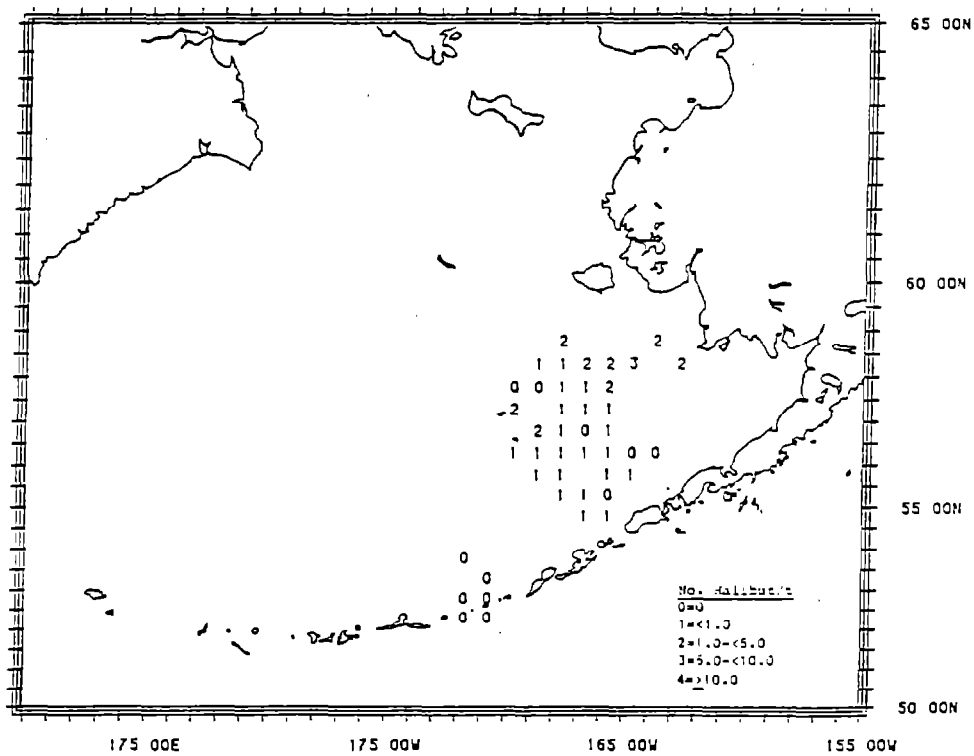 65 00N
60 00N
2 2
1 1 2 2 3 2
0 0 1 1 2
2 1 1 1
2 1 0 1
1 1 1 1 1 0 0
1 1 1 1
1 1 0
1 1
55 00N
0
0
0 0
0 0
No. Halibut/t
0=0
1=<1.0
2=1.0-<5.0
3=5.0-<10.0
4=≥10.0
50 00N
175 00E 175 00W 165 00W 155 00W